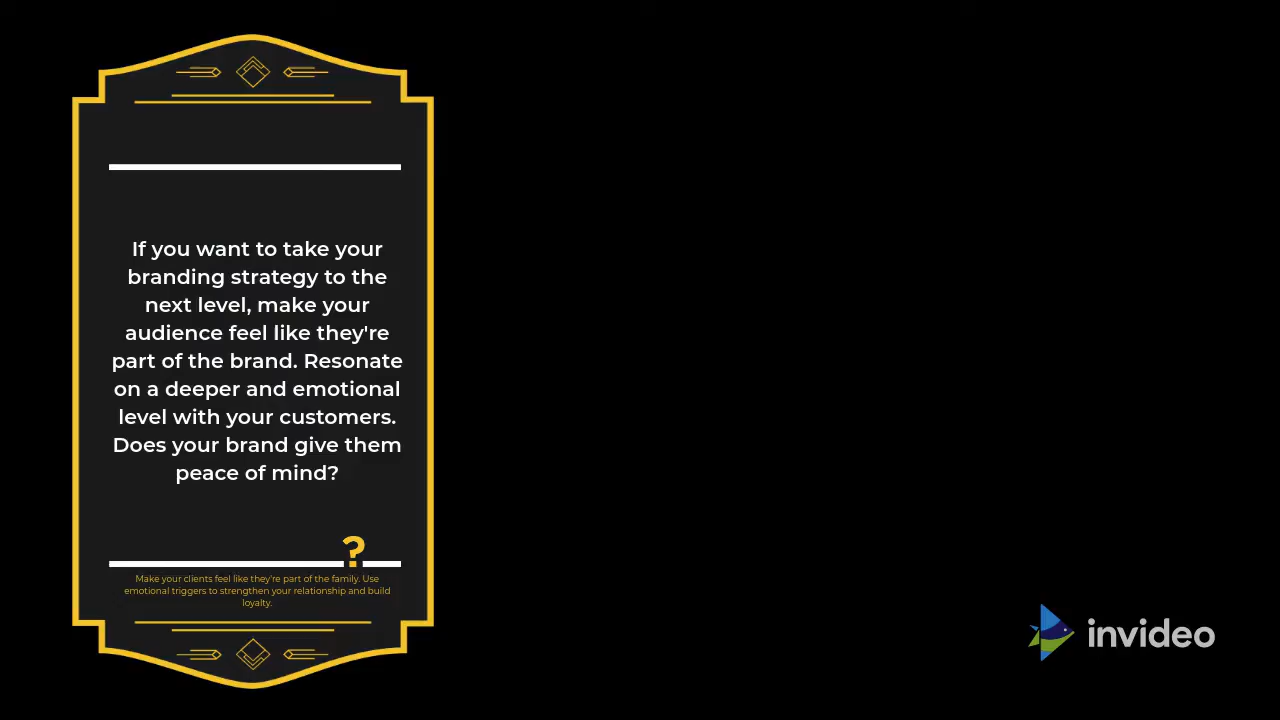 If you want to take your
branding strategy to the
next level, make your
audience feel like they're
part of the brand. Resonate
on a deeper and emotional
level with your customers.
Does your brand give them
peace of mind?
?
Make your clients feel like they're part of the family. Use
emotional triggers to strengthen your relationship and build
loyalty.
invideo